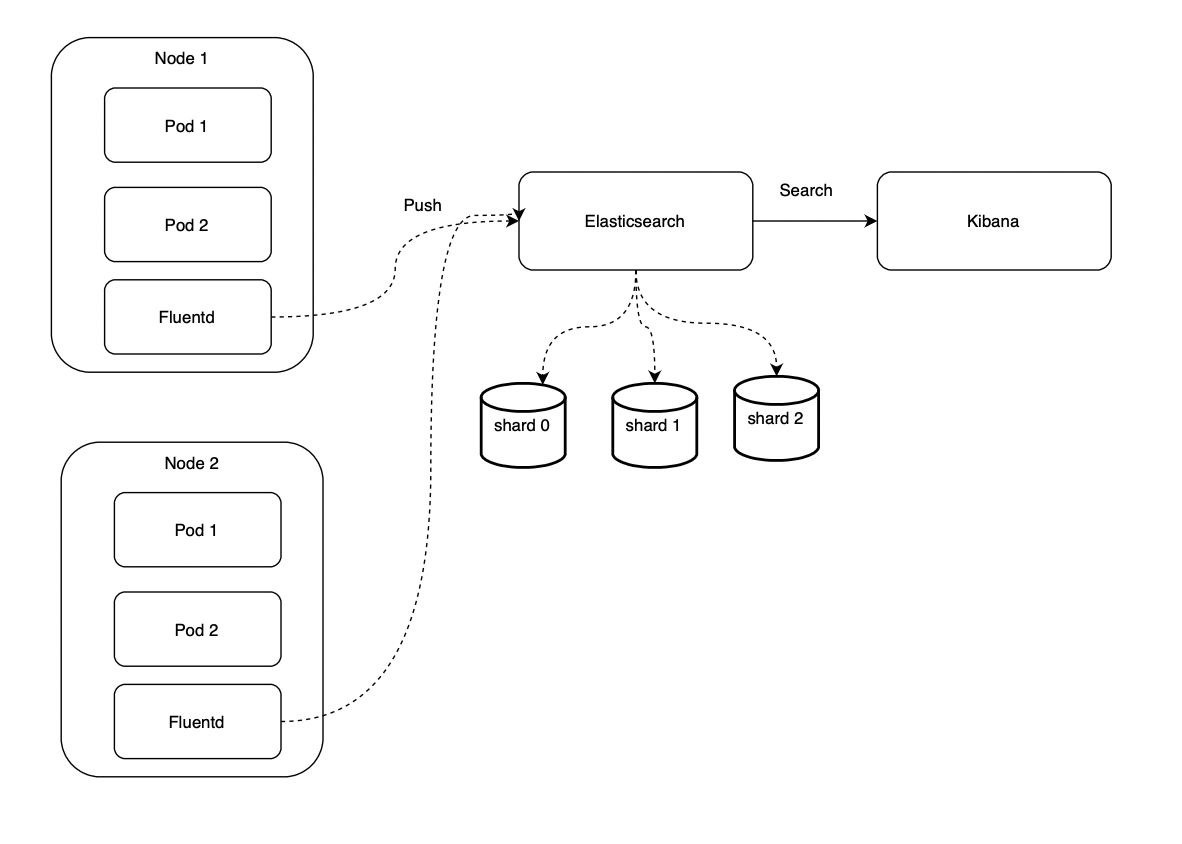 Node 1
Pod 1
Pod 2
Fluentd
Push
Elasticsearch
Search
Kibana
shard 0
shard 1
shard 2
Node 2
Pod 1
Pod 2
Fluentd